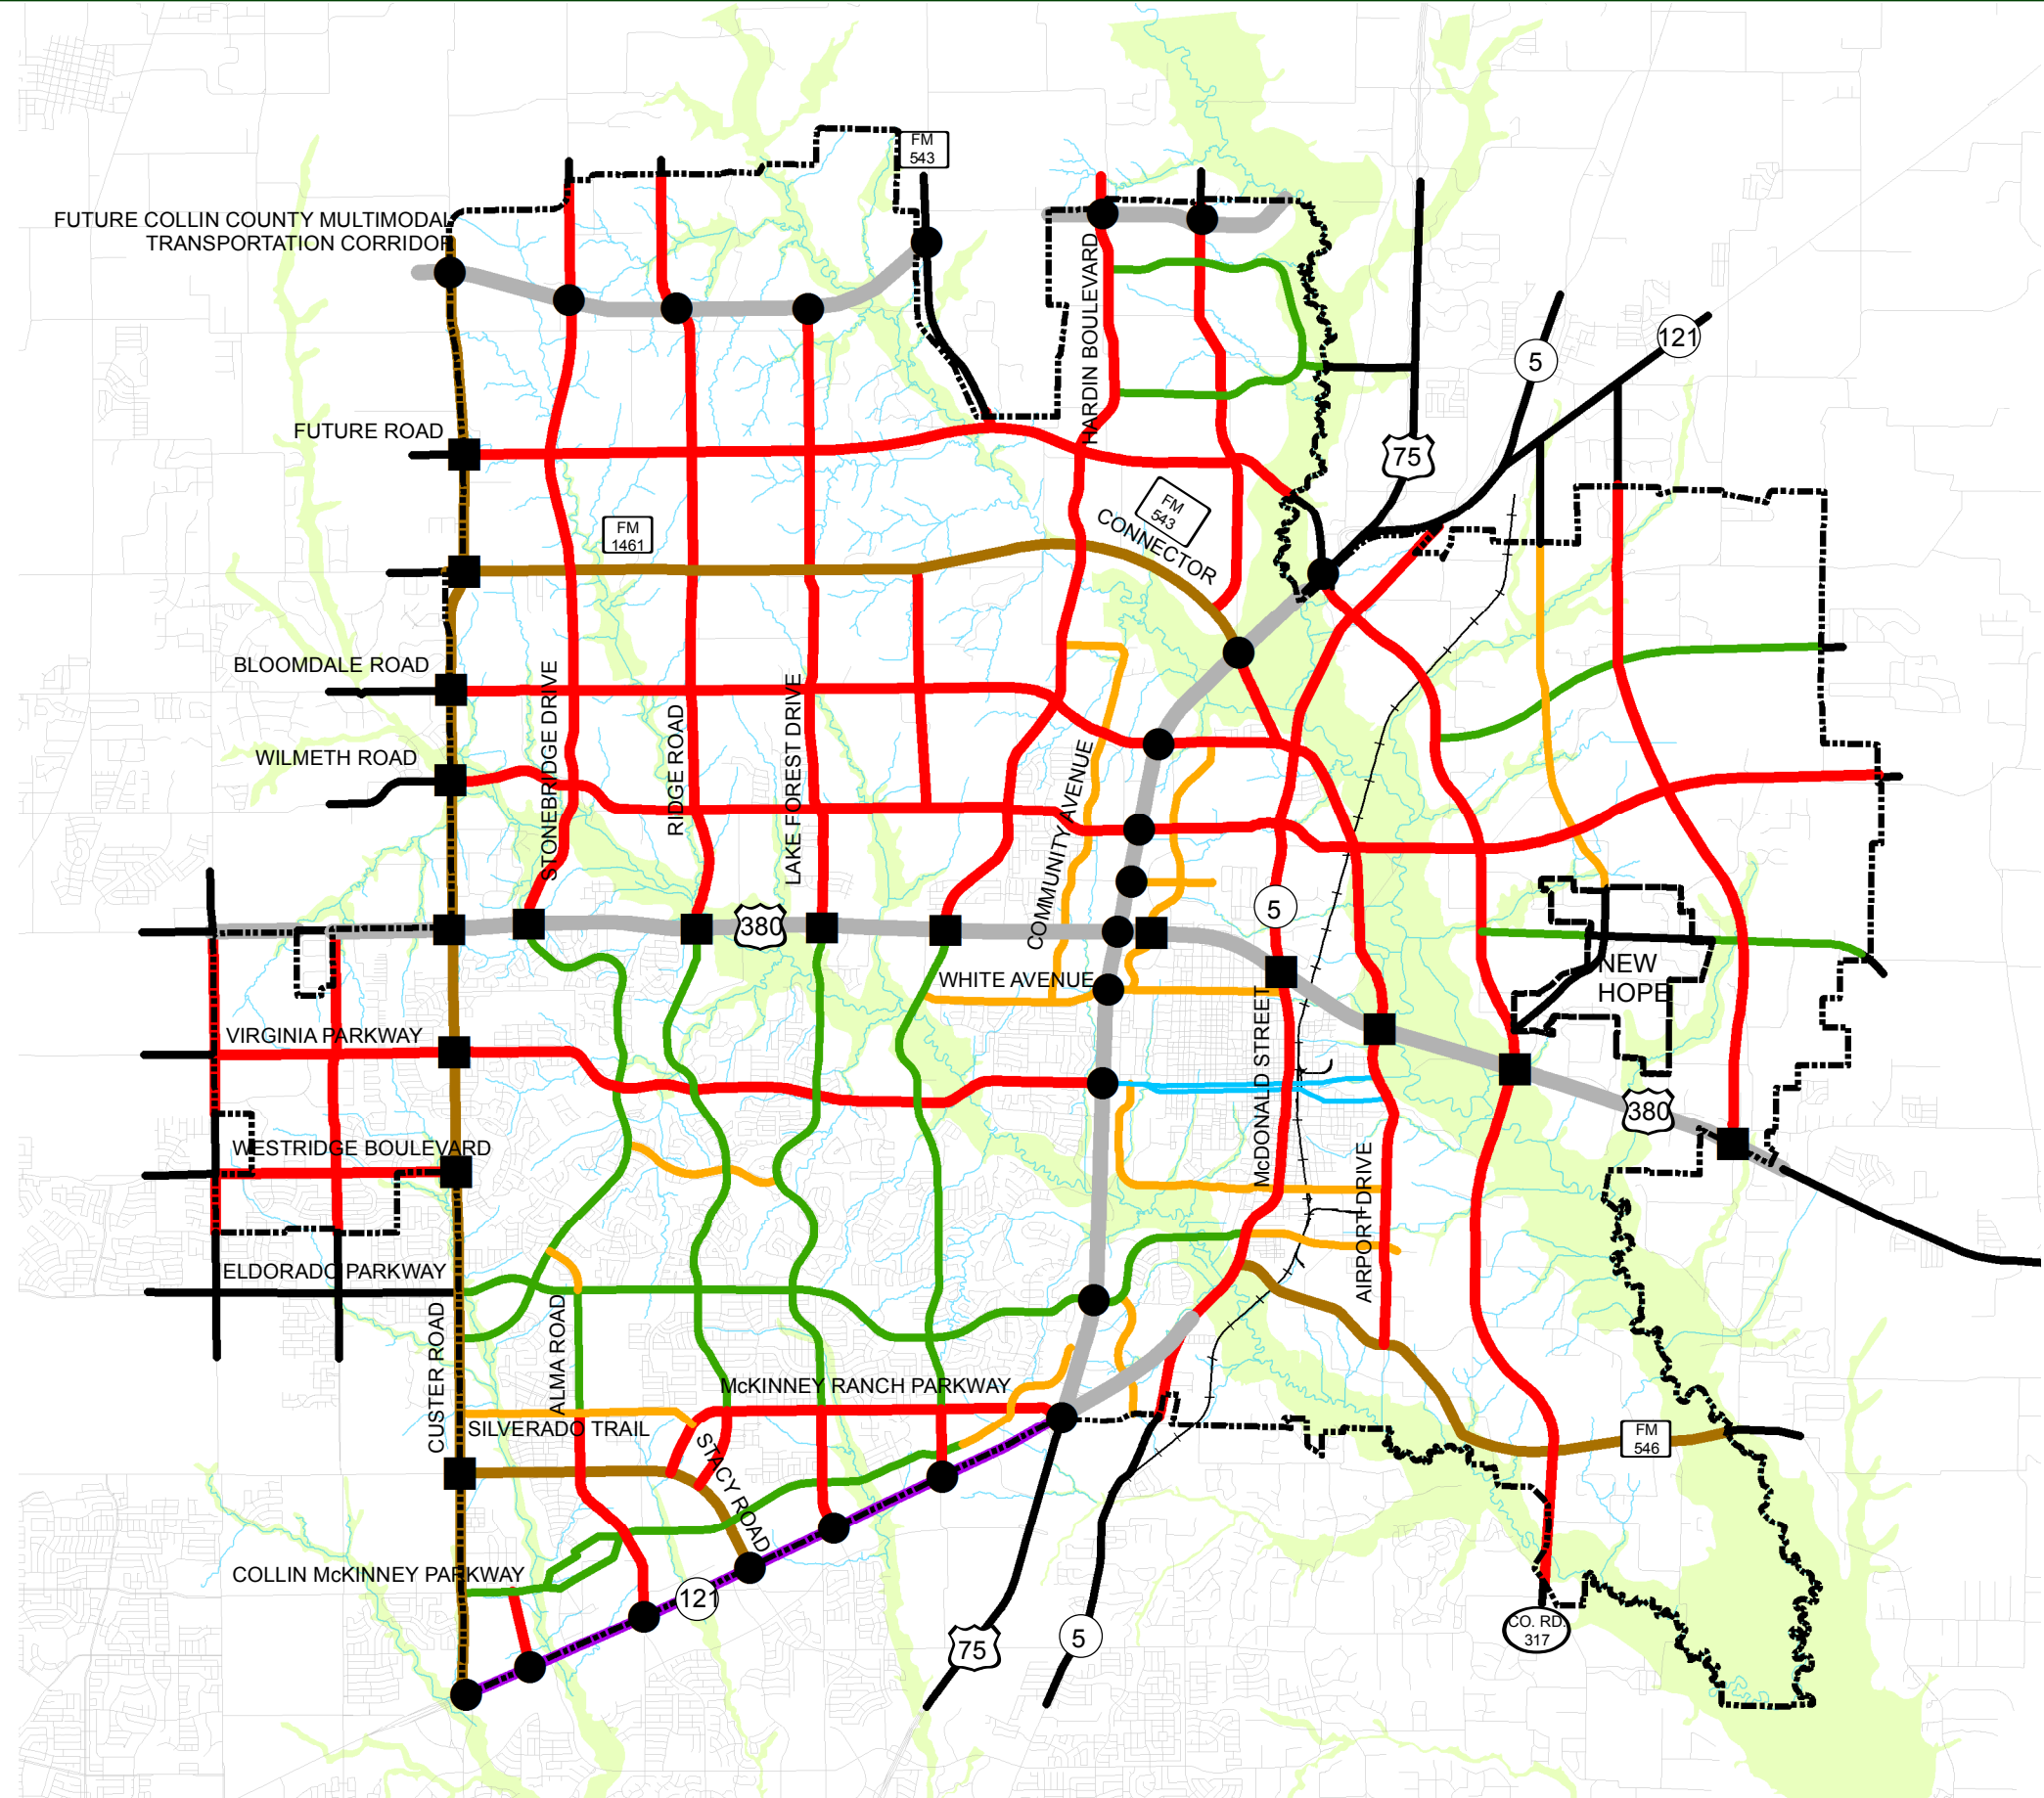 FM
543
FUTURE COLLIN COUNTY MULTIMODAL
TRANSPORTATION CORRIDOR
HARDIN BOULEVARD
121
5
FUTURE ROAD
75
FM
543
CONNECTOR
FM
1461
BLOOMDALE ROAD
STONEBRIDGE DRIVE
RIDGE ROAD
LAKE FOREST DRIVE
WILMETH ROAD
COMMUNITY AVENUE
5
380
NEW
HOPE
WHITE AVENUE
McDONALD STREET
VIRGINIA PARKWAY
380
WESTRIDGE BOULEVARD
AIRPORT DRIVE
ELDORADO PARKWAY
CUSTER ROAD
ALMA ROAD
McKINNEY RANCH PARKWAY
SILVERADO TRAIL
STACY ROAD
FM
546
COLLIN McKINNEY PARKWAY
121
75
5
CO. RD.
317